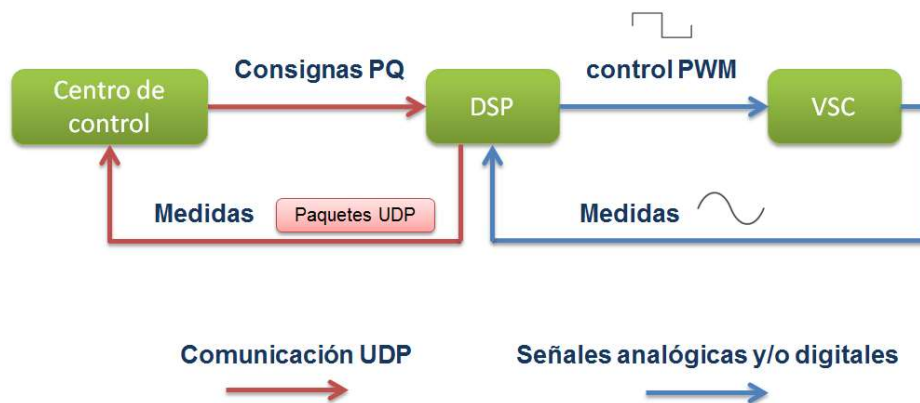 Consignas PQ
control PWM
Centro de
control
DSP
VSC
Medidas
Paquetes UDP
Medidas
Comunicación UDP
Señales analógicas y/o digitales